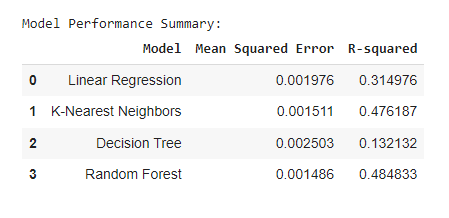 Model Performance Summary:
Model Mean Squared Error R-squared
0 Linear Regression 0.001976 0.314976
1 K-Nearest Neighbors 0.001511 0.476187
2 Decision Tree 0.002503 0.132132
3 Random Forest 0.001486 0.484833